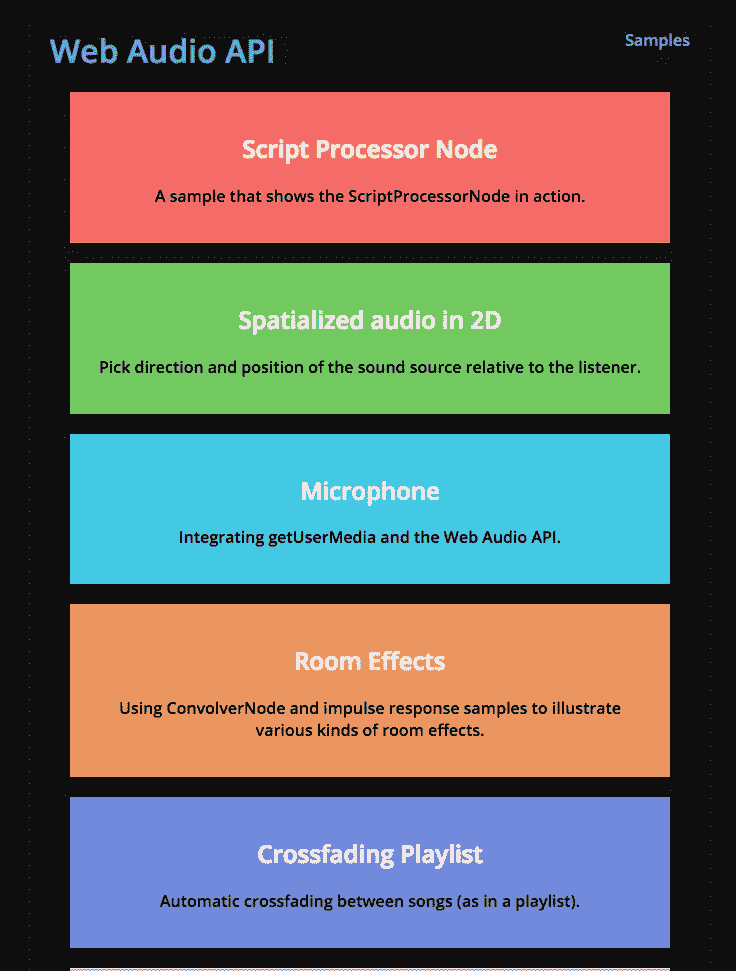 Web Audio API
Samples
Script Processor Node
A sample that shows the ScriptProcessorNode in action.
Spatialized audio in 2D
Pick direction and position of the sound source relative to the listener.
Microphone
Integrating getUserMedia and the Web Audio API.
Room Effects
Using ConvolverNode and impulse response samples to illustrate
various kinds of room effects.
Crossfading Playlist
Automatic crossfading between songs (as in a playlist).